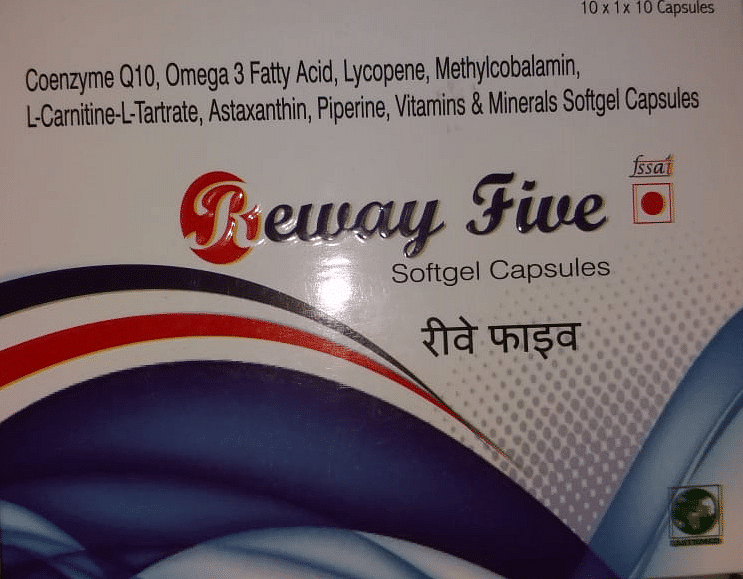 10 x 1 x 10 Capsules
Coenzyme Q10, Omega 3 Fatty Acid, Lycopene, Methylcobalamin,
L-Carnitine-L-Tartrate, Astaxanthin, Piperine, Vitamins & Minerals Softgel Capsules
fssai
Reway Five
Softgel Capsules
रीवे फाइव